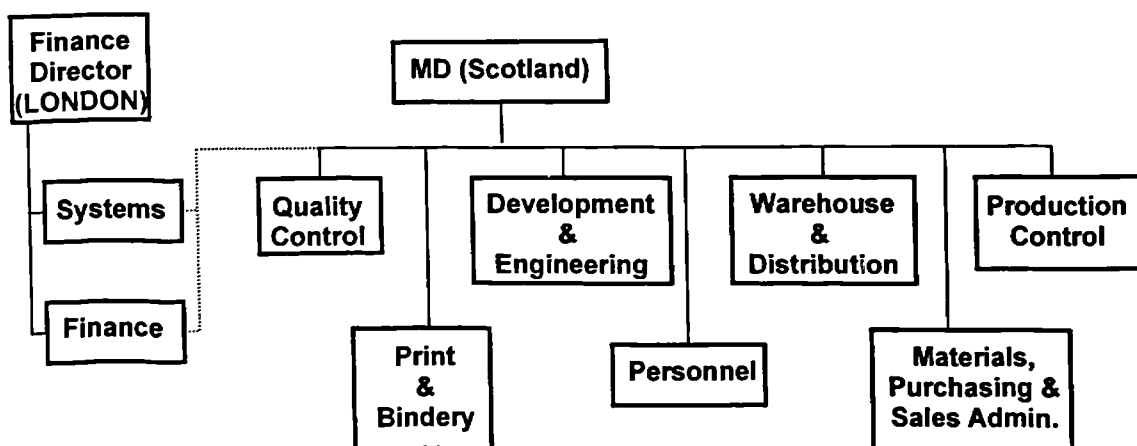 Finance
Director
(LONDON)
MD (Scotland)
Systems
Finance
Quality
Control
Development
&
Engineering
Warehouse
&
Distribution
Production
Control
Print
&
Bindery
Personnel
Materials,
Purchasing &
Sales Admin.